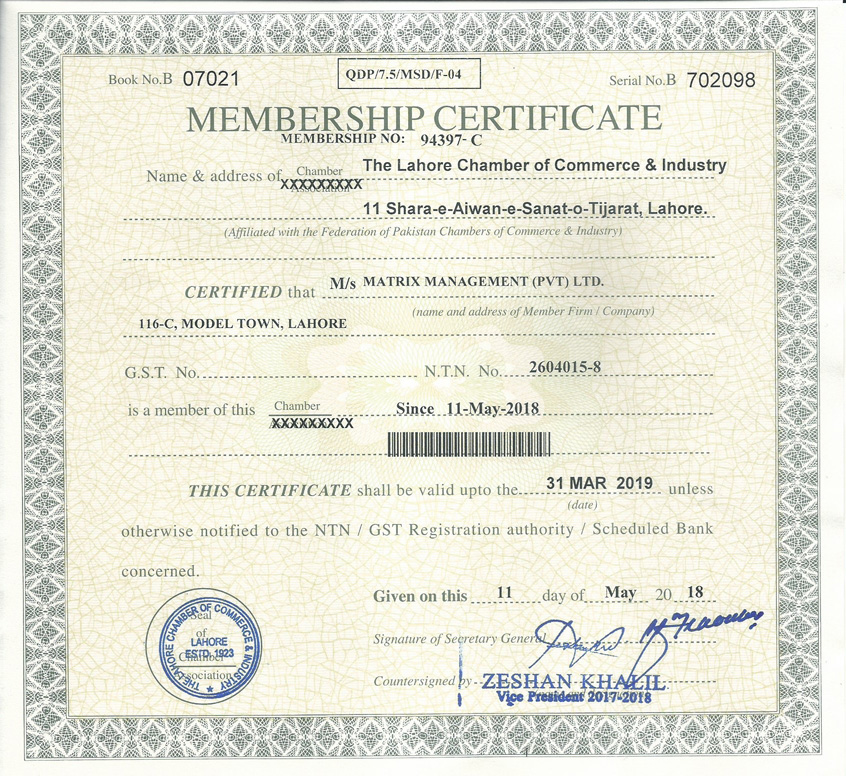 Book No.B 07021
QDP/7.5/MSD/F-04
Serial No.B 702098
MEMBERSHIP CERTIFICATE
MEMBERSHIP NO: 94397- C
Name & address of Chamber The Lahore Chamber of Commerce & Industry
XXXXXXXXX
Association
11 Shara-e-Aiwan-e-Sanat-o-Tijarat, Lahore.
(Affiliated with the Federation of Pakistan Chambers of Commerce & Industry)
CERTIFIED that M/s MATRIX MANAGEMENT (PVT) LTD.
(name and address of Member Firm / Company)
116-C, MODEL TOWN, LAHORE
G.S.T. No. N.T.N. No. 2604015-8
is a member of this Chamber Since 11-May-2018
XXXXXXXXX
THIS CERTIFICATE shall be valid upto the 31 MAR 2019 unless
(date)
otherwise notified to the NTN / GST Registration authority / Scheduled Bank
concerned.
Given on this 11 day of May 20 18
Seal
of
Chamber
Association
THE LAHORE CHAMBER OF COMMERCE & INDUSTRY
LAHORE
ESTD. 1923
Signature of Secretary General
Countersigned by
ZESHAN KHALIL
Vice President 2017-2018